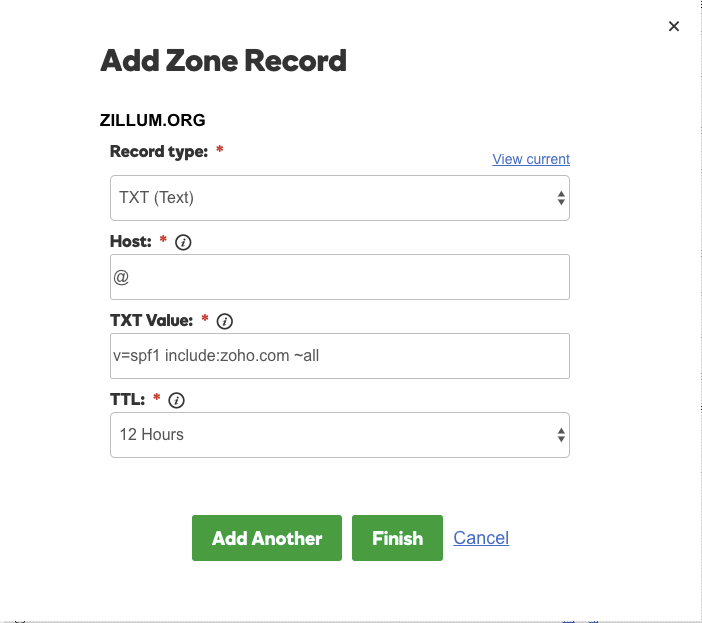 ×
Add Zone Record
ZILLUM.ORG
Record type: *
View current
TXT (Text)
Host: * i
@
TXT Value: * i
v=spf1 include:zoho.com ~all
TTL: * i
12 Hours
Add Another Finish Cancel